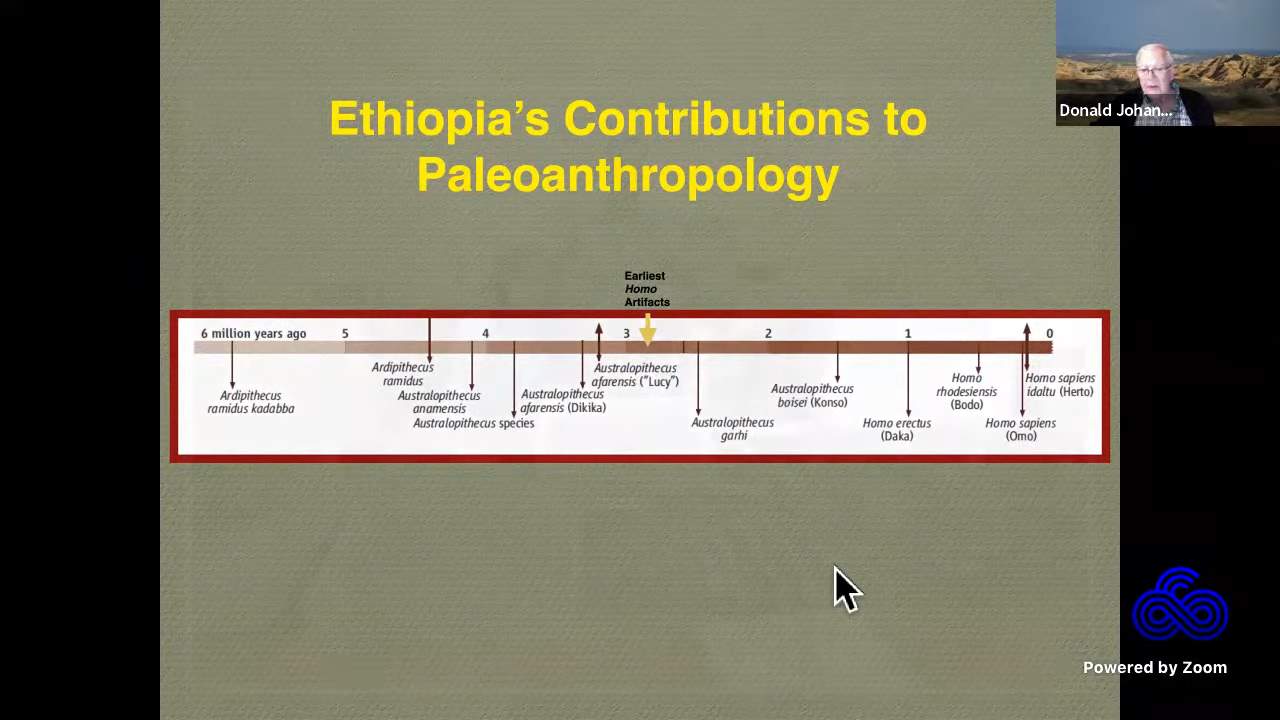 Ethiopia’s Contributions to
Paleoanthropology
Donald Johan...
Earliest
Homo
Artifacts
6 million years ago 5 4 3 2 1 0
Ardipithecus
ramidus kadabba
Ardipithecus
ramidus
Australopithecus
anamensis
Australopithecus species
Australopithecus
afarensis (Dikika)
Australopithecus
afarensis (”Lucy”)
Australopithecus
garhi
Australopithecus
boisei (Konso)
Homo erectus
(Daka)
Homo
rhodesiensis
(Bodo)
Homo sapiens
(Omo)
Homo sapiens
idaltu (Herto)
Powered by Zoom